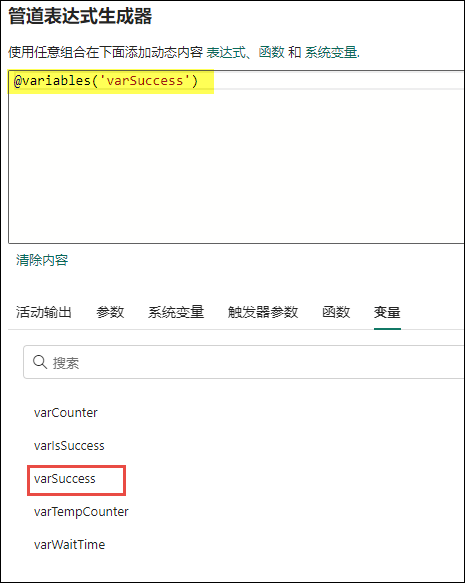 管道表达式生成器
使用任意组合在下面添加动态内容 表达式、函数 和 系统变量.
@variables('varSuccess')
清除内容
活动输出 参数 系统变量 触发器参数 函数 变量
搜索
varCounter
varIsSuccess
varSuccess
varTempCounter
varWaitTime